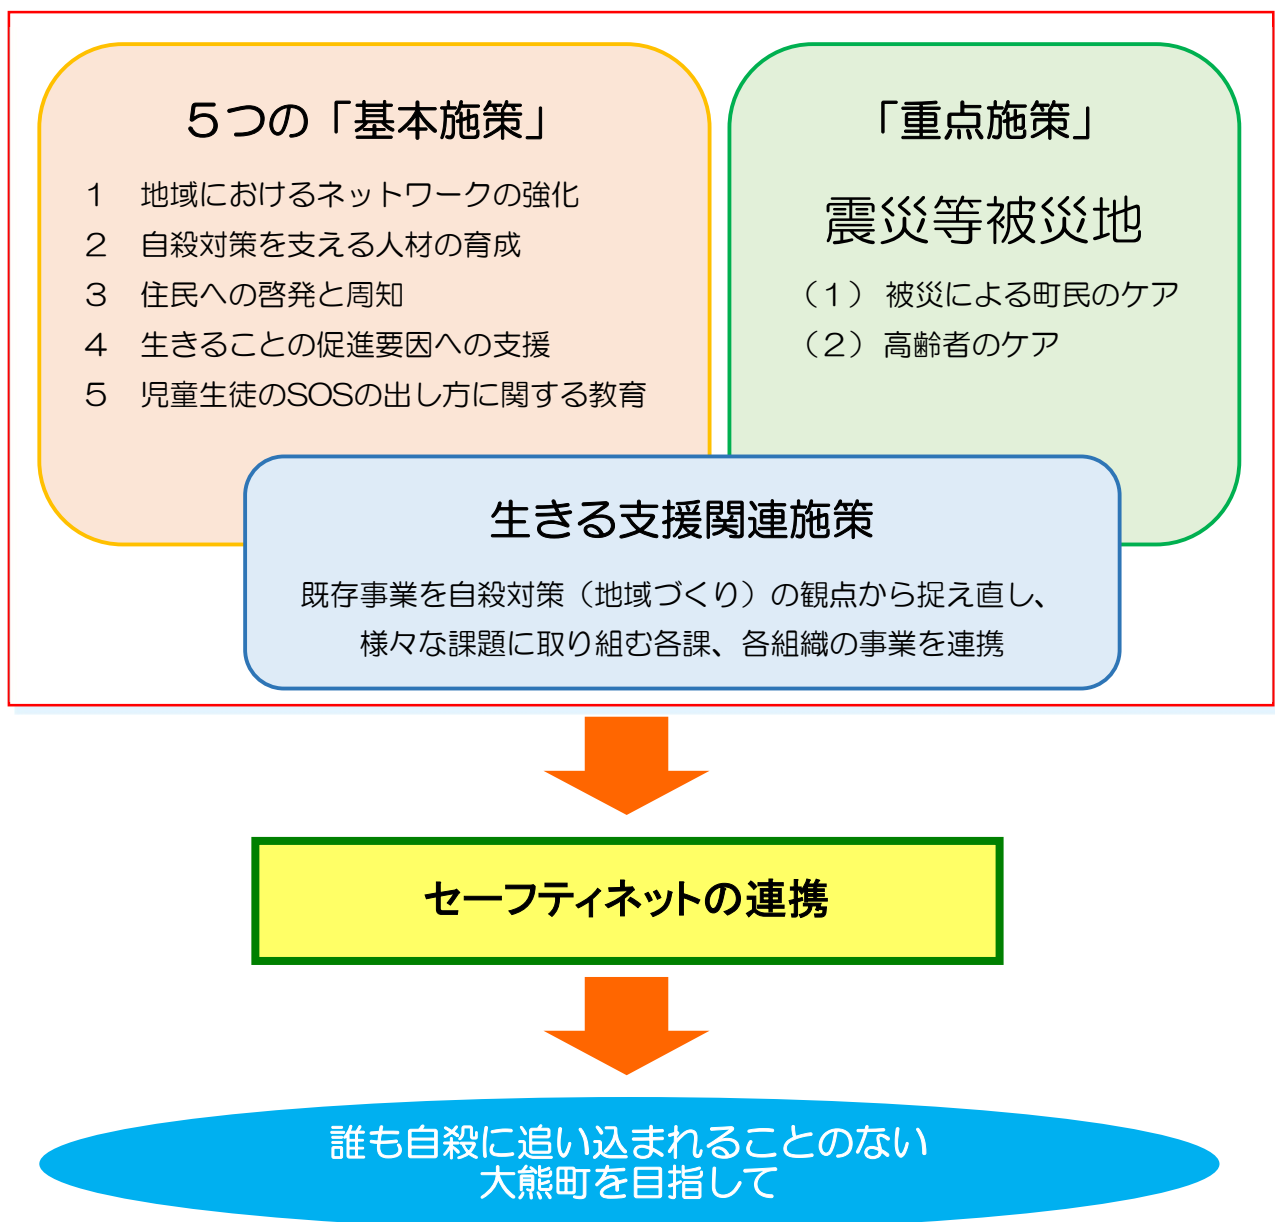 ５つの「基本施策」
１　地域におけるネットワークの強化
２　自殺対策を支える人材の育成
３　住民への啓発と周知
４　生きることの促進要因への支援
５　児童生徒のSOSの出し方に関する教育
「重点施策」
震災等被災地
（１） 被災による町民のケア
（２） 高齢者のケア
生きる支援関連施策
既存事業を自殺対策（地域づくり）の観点から捉え直し、
様々な課題に取り組む各課、各組織の事業を連携
セーフティネットの連携
誰も自殺に追い込まれることのない
大熊町を目指して